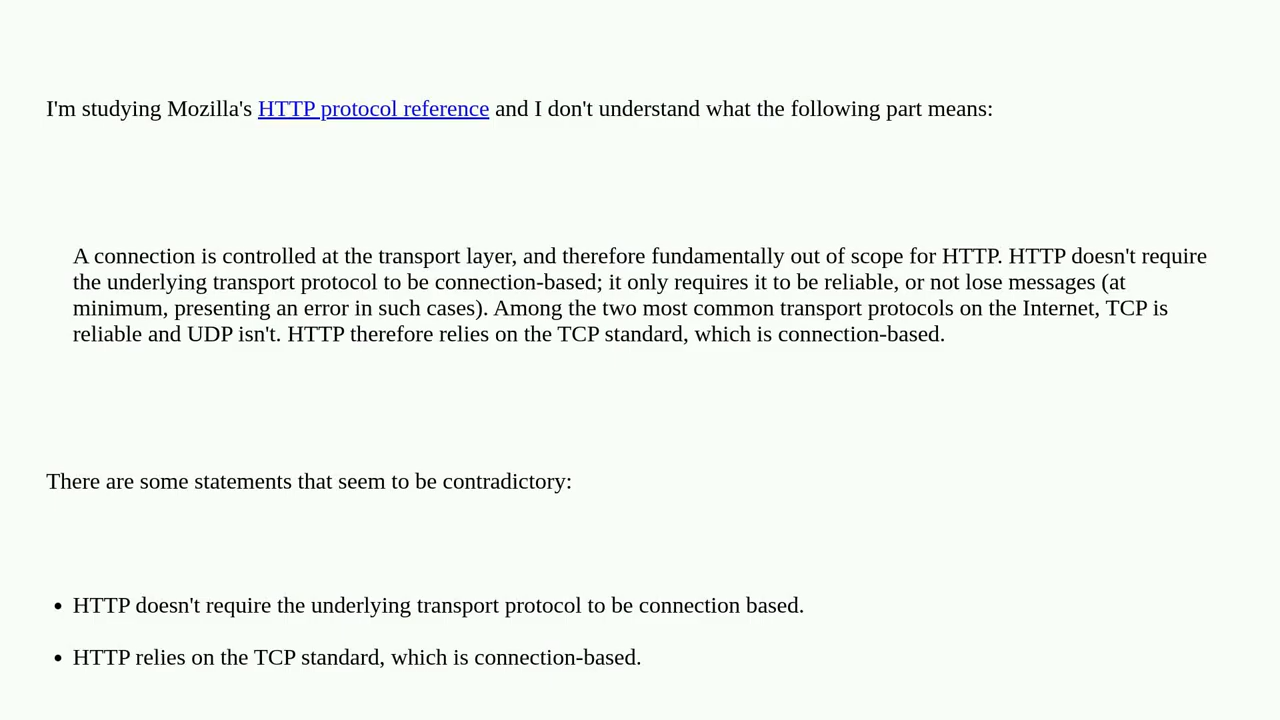 I'm studying Mozilla's HTTP protocol reference and I don't understand what the following part means:
A connection is controlled at the transport layer, and therefore fundamentally out of scope for HTTP. HTTP doesn't require
the underlying transport protocol to be connection-based; it only requires it to be reliable, or not lose messages (at
minimum, presenting an error in such cases). Among the two most common transport protocols on the Internet, TCP is
reliable and UDP isn't. HTTP therefore relies on the TCP standard, which is connection-based.
There are some statements that seem to be contradictory:
• HTTP doesn't require the underlying transport protocol to be connection based.
• HTTP relies on the TCP standard, which is connection-based.